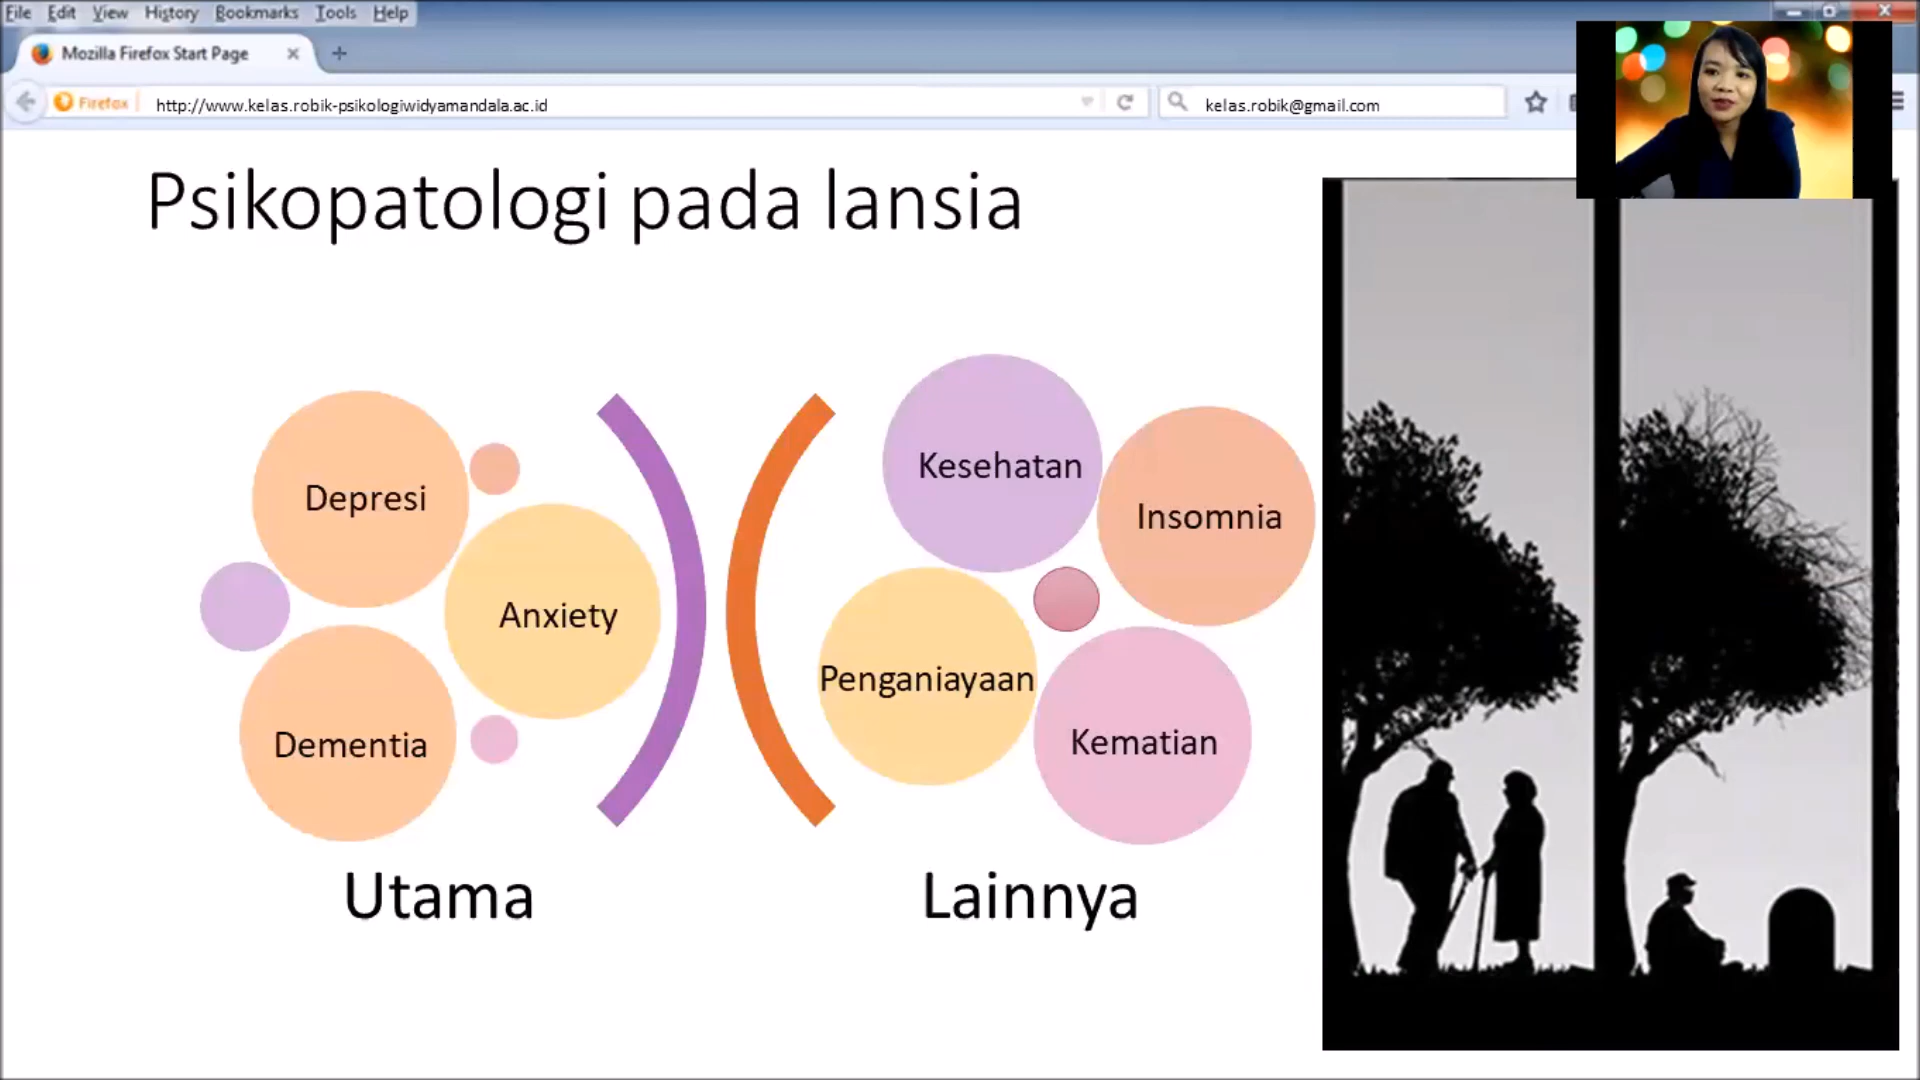 File Edit View History Bookmarks Tools Help
Mozilla Firefox Start Page
Firefox http://www.kelas.robik-psikologiwidyamandala.ac.id kelas.robik@gmail.com
Psikopatologi pada lansia
Depresi
Anxiety
Dementia
Utama
Kesehatan
Insomnia
Penganiayaan
Kematian
Lainnya